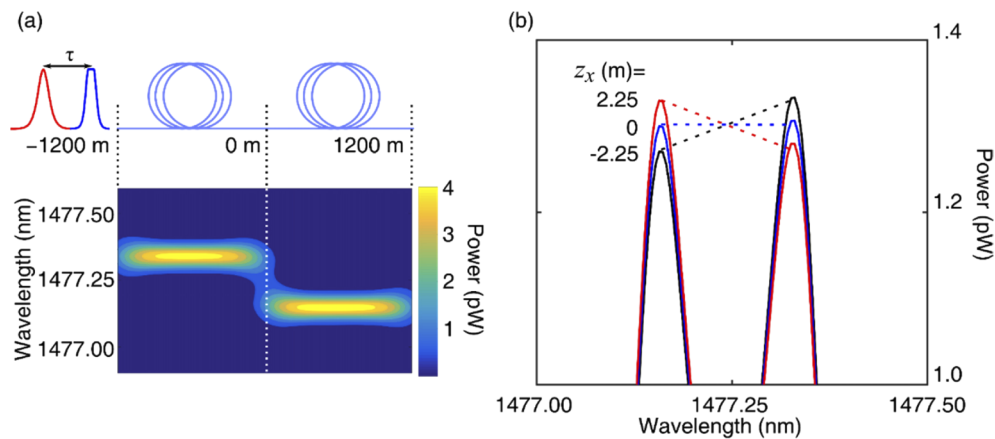 (a)
τ
−1200 m
0 m
1200 m
Wavelength (nm)
1477.50
1477.25
1477.00
4
3
2
1
Power (pW)
(b)
z_x (m)=
2.25
0
-2.25
1.4
1.2
1.0
Power (pW)
1477.00
1477.25
1477.50
Wavelength (nm)